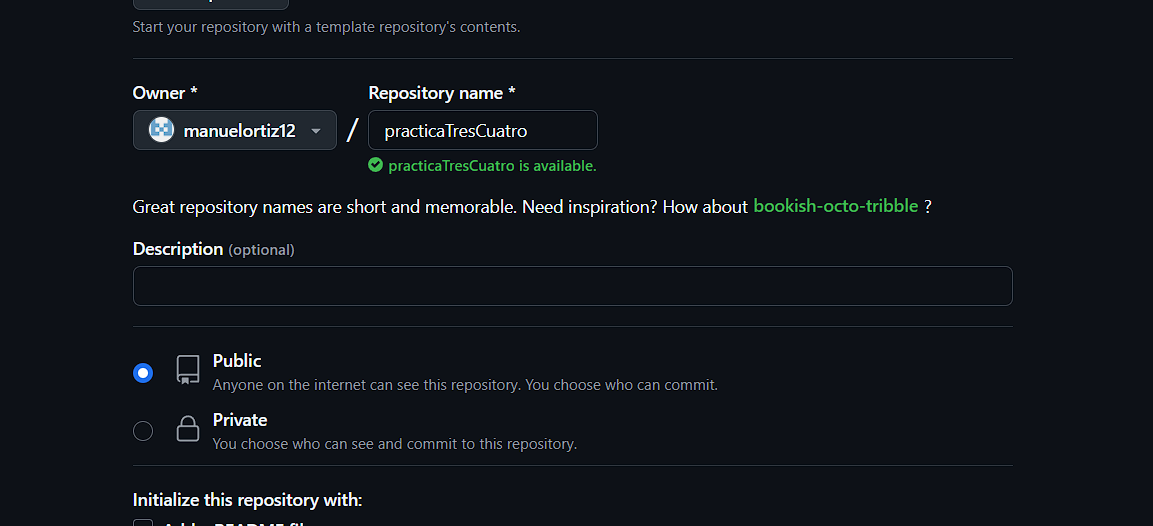 Start your repository with a template repository's contents.
Owner *
Repository name *
manuelortiz12
/
practicaTresCuatro
practicaTresCuatro is available.
Great repository names are short and memorable. Need inspiration? How about bookish-octo-tribble ?
Description (optional)
Public
Anyone on the internet can see this repository. You choose who can commit.
Private
You choose who can see and commit to this repository.
Initialize this repository with: